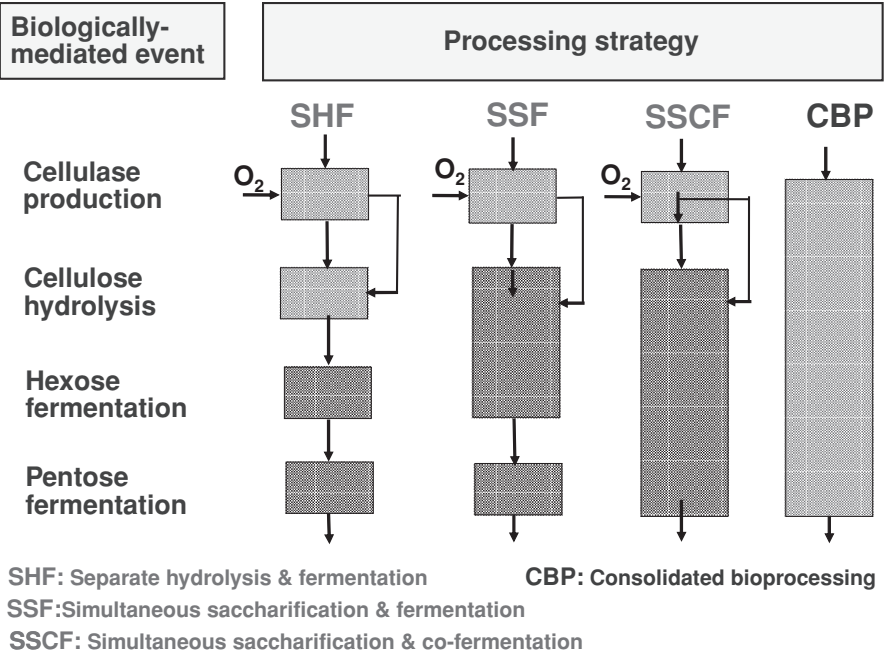 Biologically-
mediated event
Processing strategy
SHF
SSF
SSCF
CBP
Cellulase
production
O2
O2
O2
Cellulose
hydrolysis
Hexose
fermentation
Pentose
fermentation
SHF: Separate hydrolysis & fermentation
CBP: Consolidated bioprocessing
SSF:Simultaneous saccharification & fermentation
SSCF: Simultaneous saccharification & co-fermentation